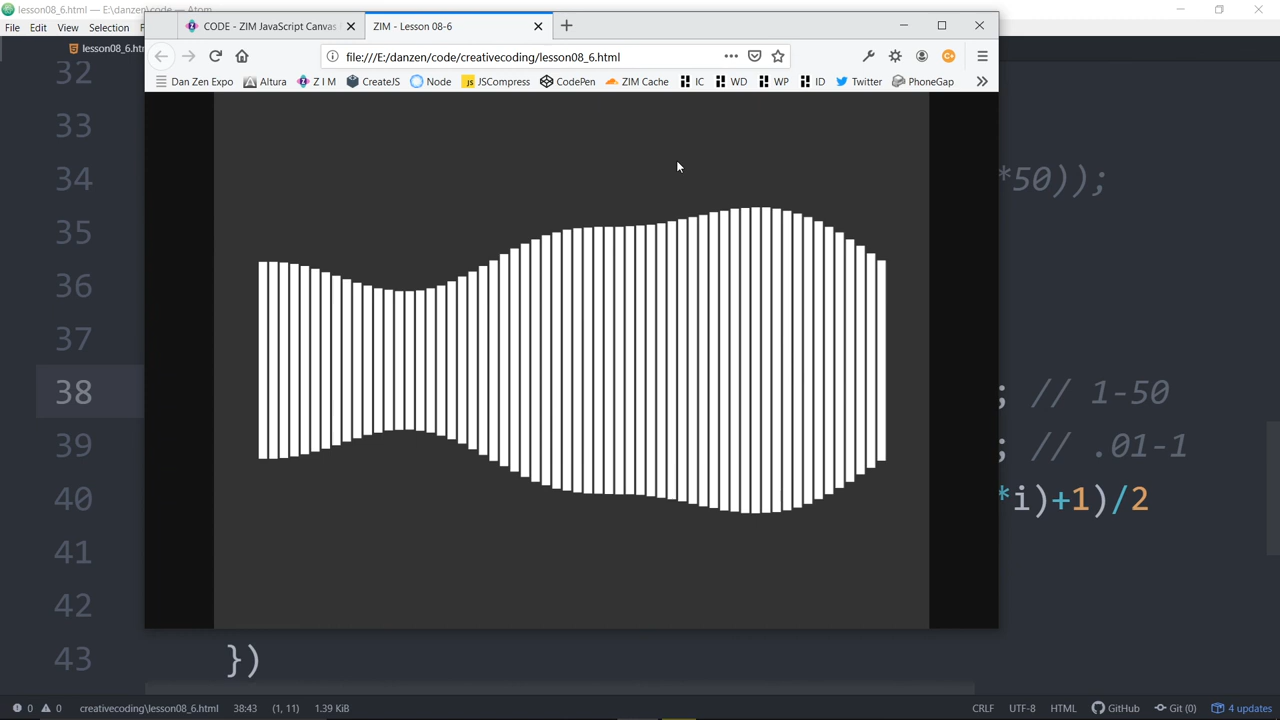 lesson08_6.html — E:\danzen\code — Atom
File Edit View Selection
CODE - ZIM JavaScript Canvas
ZIM - Lesson 08-6
lesson08_6.htm
file:///E:/danzen/code/creativecoding/lesson08_6.html
Dan Zen Expo Altura Z I M CreateJS Node JSCompress CodePen ZIM Cache IC WD WP ID Twitter PhoneGap
32
33
34 *50));
35
36
37
38 ; // 1-50
39 ; // .01-1
40 *i)+1)/2
41
42
43 })
0 0 creativecoding\lesson08_6.html 38:43 (1, 11) 1.39 KiB CRLF UTF-8 HTML GitHub Git (0) 4 updates